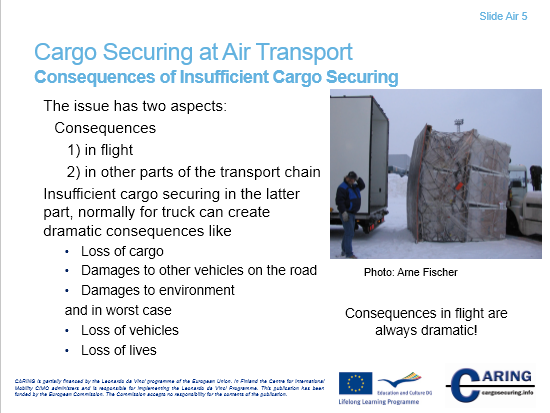 Slide Air 5
Cargo Securing at Air Transport
Consequences of Insufficient Cargo Securing
The issue has two aspects:
Consequences
1) in flight
2) in other parts of the transport chain
Insufficient cargo securing in the latter
part, normally for truck can create
dramatic consequences like
• Loss of cargo
• Damages to other vehicles on the road
• Damages to environment
and in worst case
• Loss of vehicles
• Loss of lives
Photo: Arne Fischer
Consequences in flight are
always dramatic!
CARING is partially financed by the Leonardo da Vinci programme of the European Union. In Finland the Centre for International
Mobility CIMO administers and is responsible for implementing the Leonardo da Vinci Programme. This publication has been
funded by the European Commission. The Commission accepts no responsibility for the contents of the publication.
Education and Culture DG
Lifelong Learning Programme
CARING
cargosecuring.info